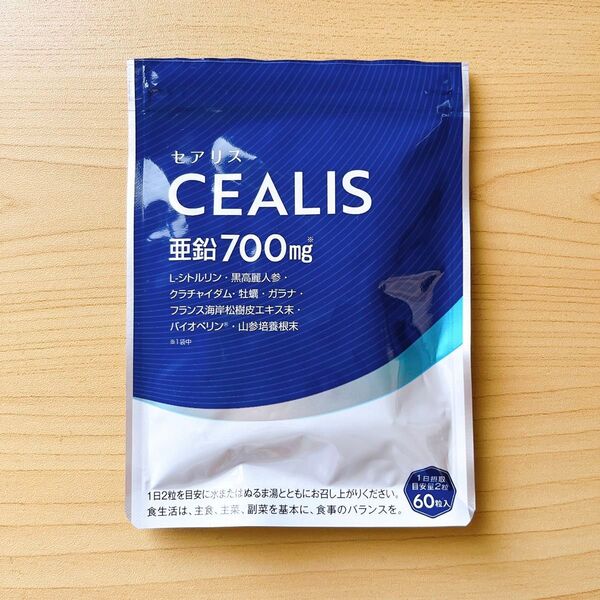 セアリス
CEALIS
亜鉛700mg※
L-シトルリン・黒高麗人参・
クラチャイダム・牡蠣・ガラナ・
フランス海岸松樹皮エキス末・
バイオペリン®・山参培養根末
※1袋中
1日摂取
目安量2粒
60粒入
1日2粒を目安に水またはぬるま湯とともにお召し上がりください。
食生活は、主食、主菜、副菜を基本に、食事のバランスを。